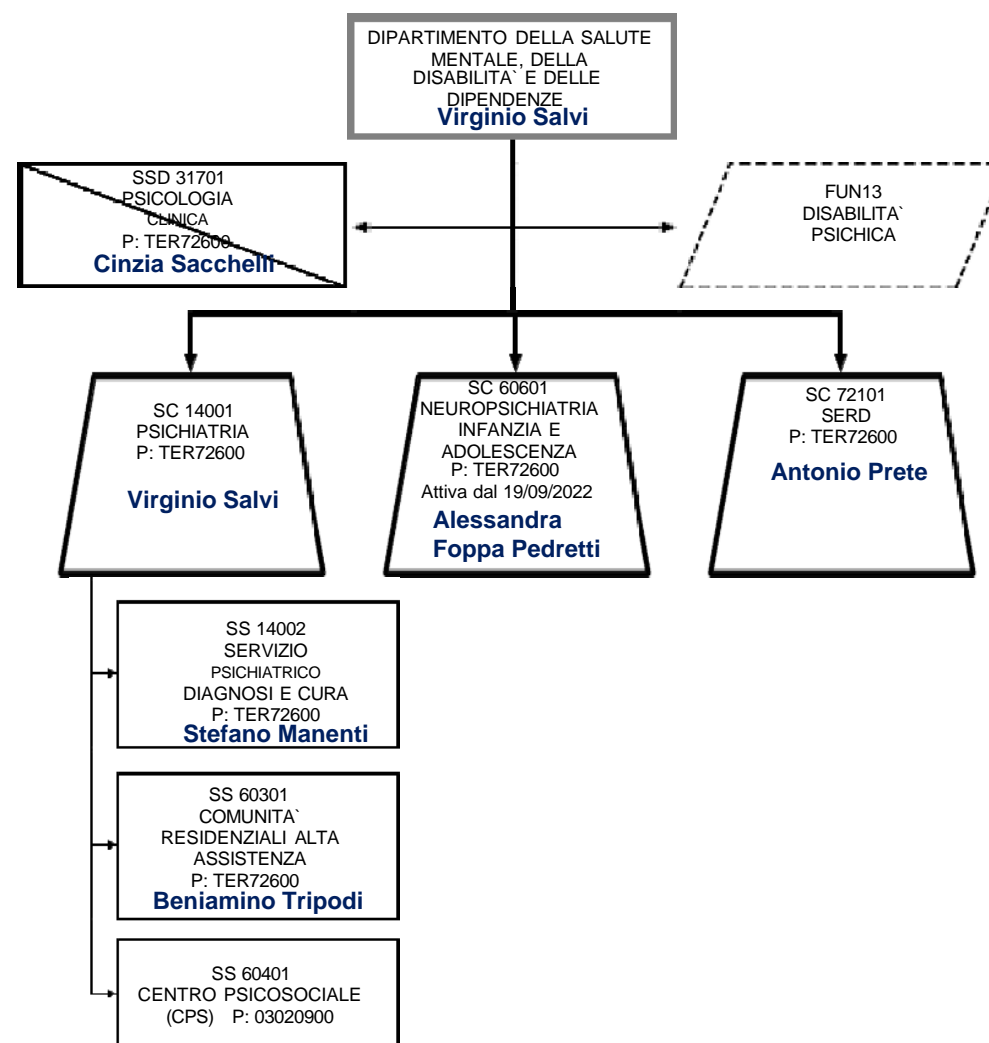 DIPARTIMENTO DELLA SALUTE
MENTALE, DELLA
DISABILITA` E DELLE
DIPENDENZE
Virginio Salvi
SSD 31701
PSICOLOGIA
CLINICA
P: TER72600
Cinzia Sacchelli
FUN13
DISABILITA`
PSICHICA
SC 14001
PSICHIATRIA
P: TER72600
Virginio Salvi
SC 60601
NEUROPSICHIATRIA
INFANZIA E
ADOLESCENZA
P: TER72600
Attiva dal 19/09/2022
Alessandra
Foppa Pedretti
SC 72101
SERD
P: TER72600
Antonio Prete
SS 14002
SERVIZIO
PSICHIATRICO
DIAGNOSI E CURA
P: TER72600
Stefano Manenti
SS 60301
COMUNITA`
RESIDENZIALI ALTA
ASSISTENZA
P: TER72600
Beniamino Tripodi
SS 60401
CENTRO PSICOSOCIALE
(CPS) P: 03020900